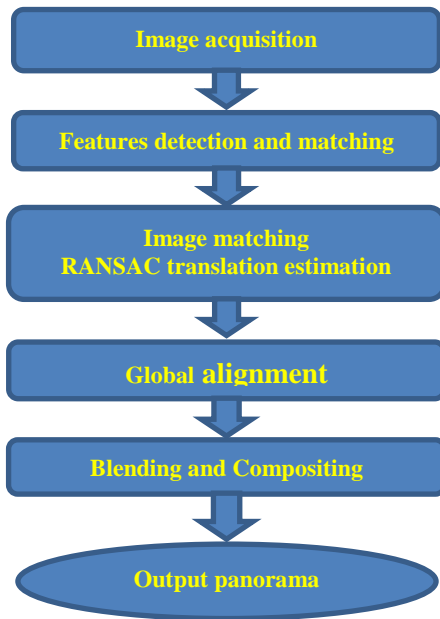 Image acquisition
Features detection and matching
Image matching
RANSAC translation estimation
Global alignment
Blending and Compositing
Output panorama